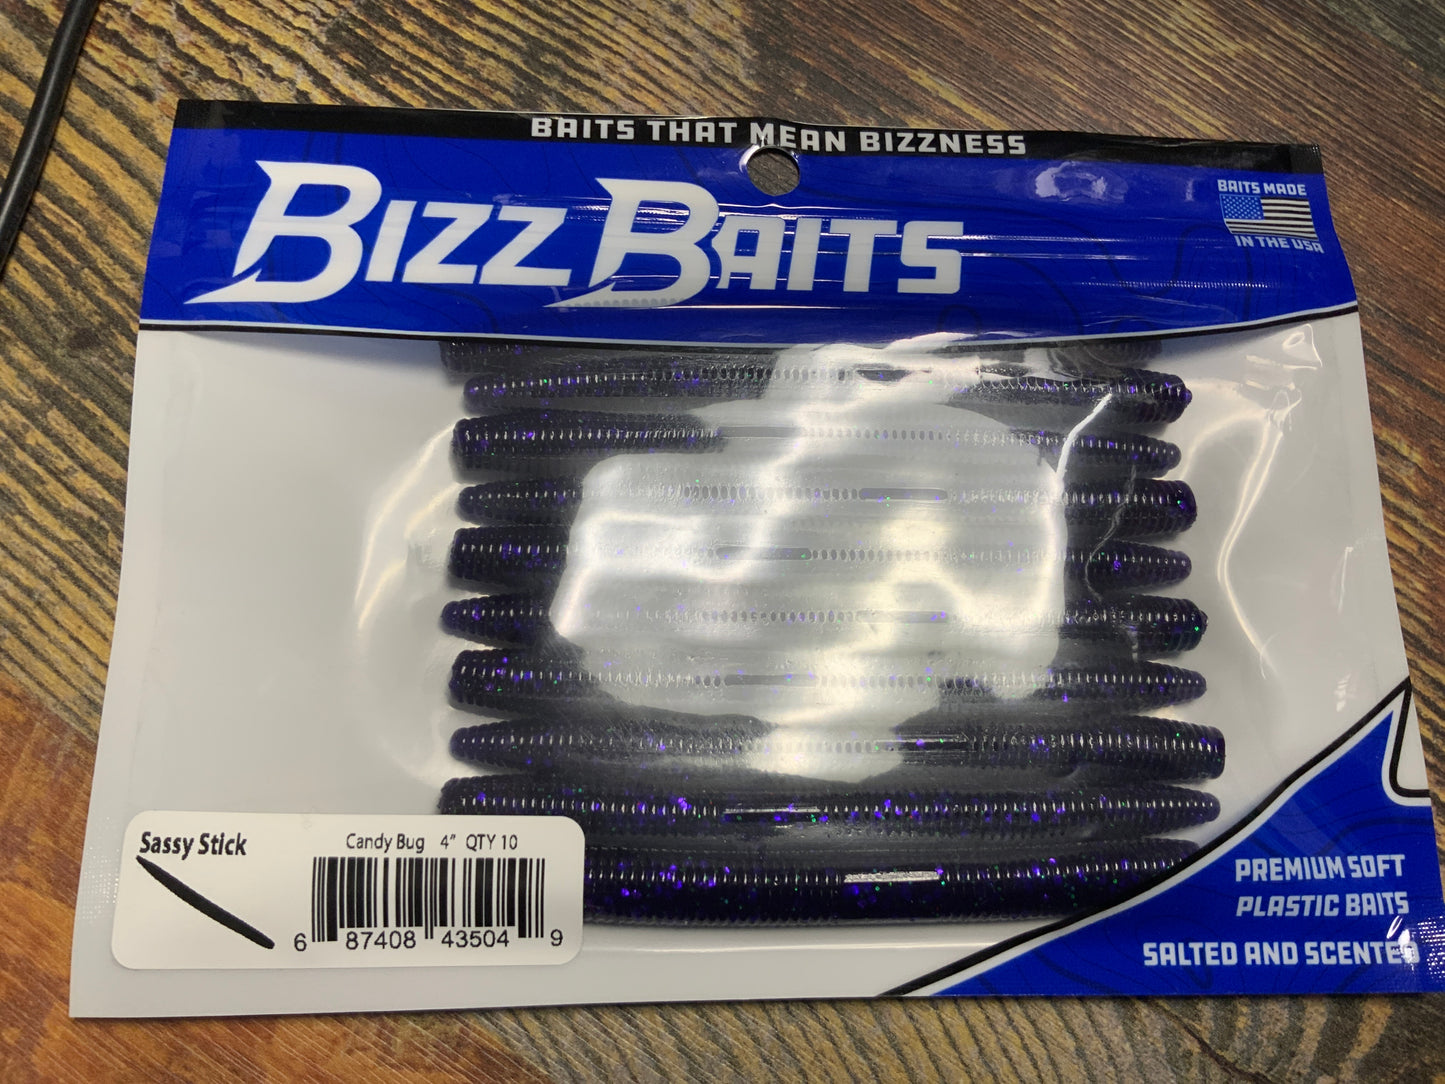 BAITS THAT MEAN BIZZNESS
BIZZ BAITS
BAITS MADE
IN THE USA
Sassy Stick
Candy Bug 4" QTY 10
6 87408 43504 9
PREMIUM SOFT
PLASTIC BAITS
SALTED AND SCENTED